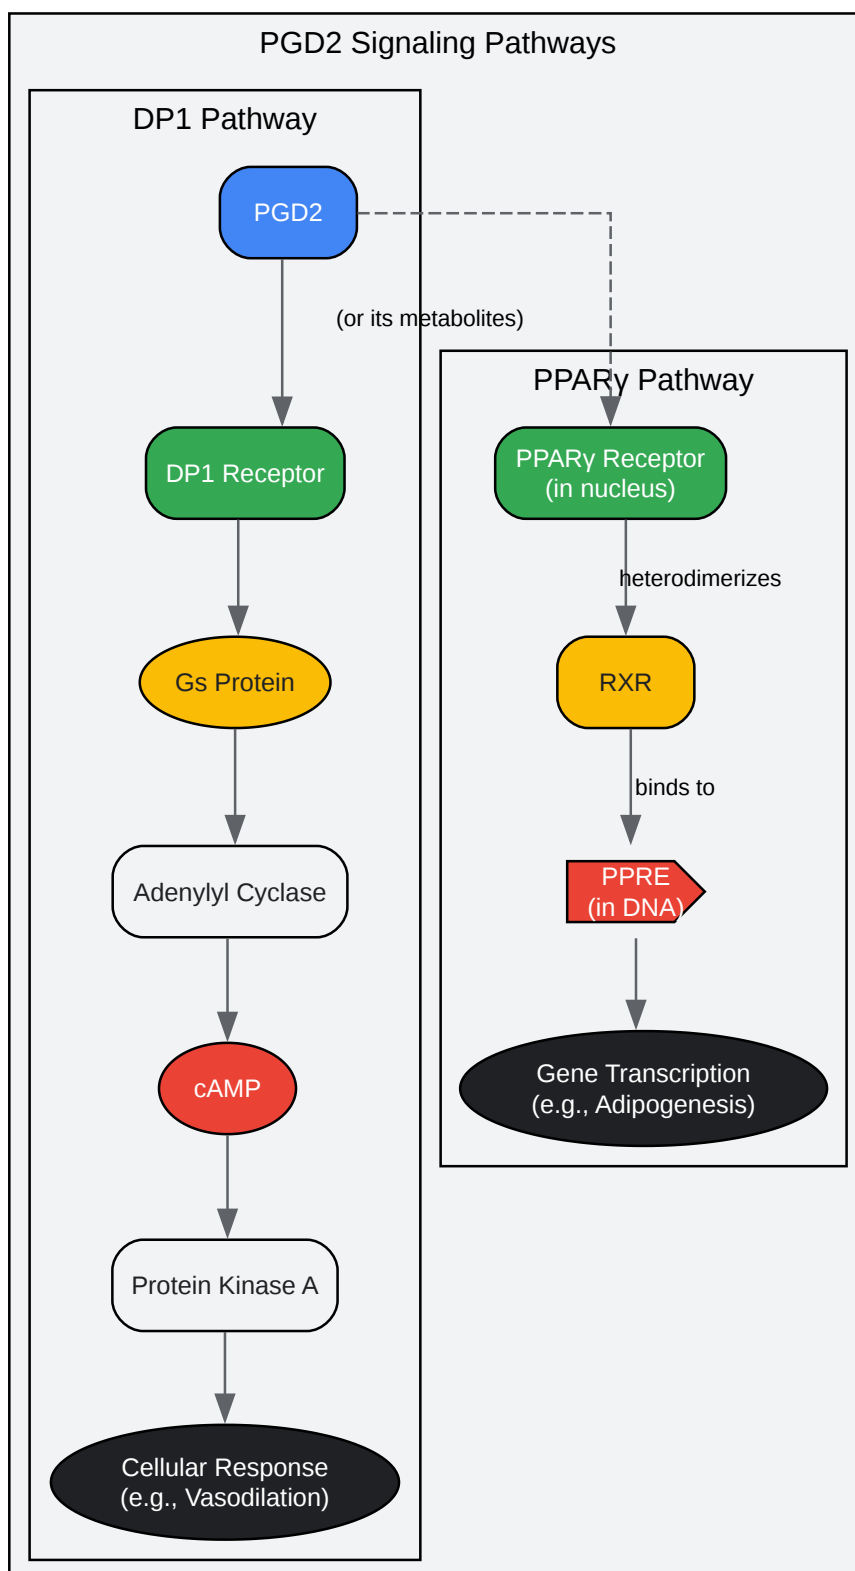 PGD2 Signaling Pathways
DP1 Pathway
PGD2
(or its metabolites)
PPARγ Pathway
DP1 Receptor
PPARγ Receptor
(in nucleus)
heterodimerizes
Gs Protein
RXR
binds to
Adenylyl Cyclase
PPRE
(in DNA)
cAMP
Gene Transcription
(e.g., Adipogenesis)
Protein Kinase A
Cellular Response
(e.g., Vasodilation)